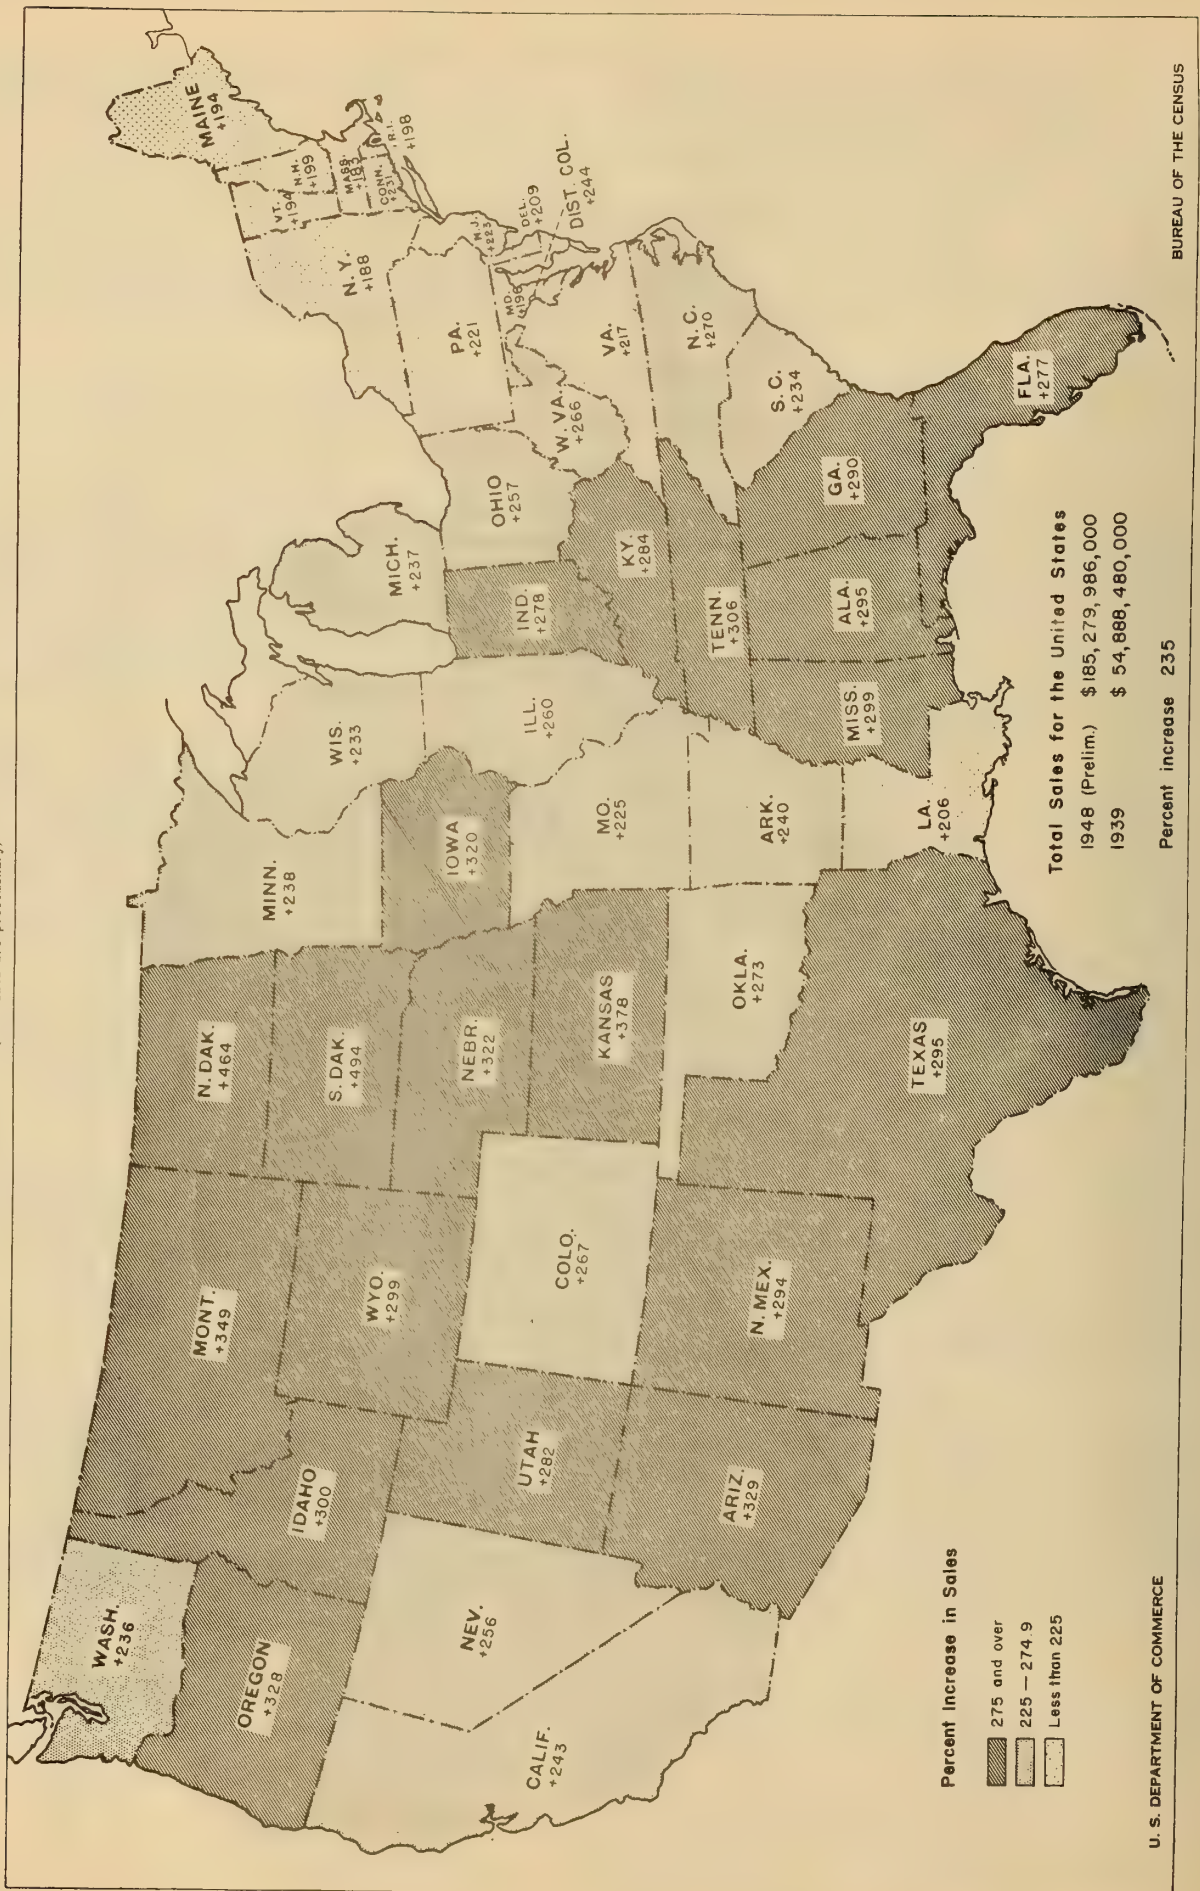 WASH.
+236
OREGON
+328
CALIF.
+243
NEV.
+256
IDAHO
+300
MONT.
+349
WYO.
+299
UTAH
+282
ARIZ.
+329
COLO.
+267
N. MEX.
+294
N. DAK.
+464
S. DAK.
+494
NEBR.
+322
KANSAS
+378
OKLA.
+273
TEXAS
+295
MINN.
+238
IOWA
+320
MO.
+225
ARK.
+240
LA.
+206
WIS.
+233
ILL.
+260
MICH.
+237
IND.
+278
OHIO
+257
KY.
+284
TENN.
+306
MISS.
+299
ALA.
+295
GA.
+290
FLA.
+277
S. C.
+234
N. C.
+270
VA.
+217
W. VA.
+266
PA.
+221
N. Y.
+188
MD.
+196
DEL.
+209
DIST. COL.
+244
N.J.
+223
CONN.
+231
R.I.
+198
MASS.
+183
VT.
+194
N.H.
+199
MAINE
+194
Percent Increase in Sales
275 and over
225 — 274.9
Less than 225
Total Sales for the United States
1948 (Prelim.) $185,279,986,000
1939 $ 54,888,480,000
Percent increase 235
U. S. DEPARTMENT OF COMMERCE
BUREAU OF THE CENSUS